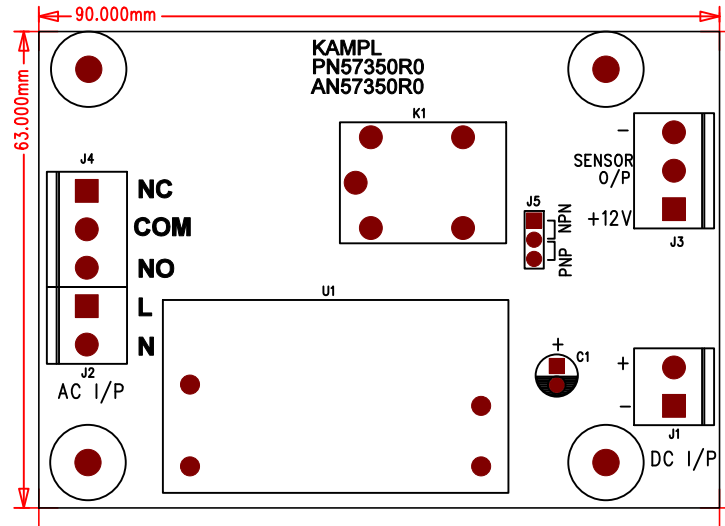 90.000mm
63.000mm
KAMPL
PN57350R0
AN57350R0
K1
J4
NC
COM
NO
L
N
J2
AC I/P
J5
NPN
PNP
-
SENSOR
O/P
+12V
J3
U1
+
C1
+
-
J1
DC I/P